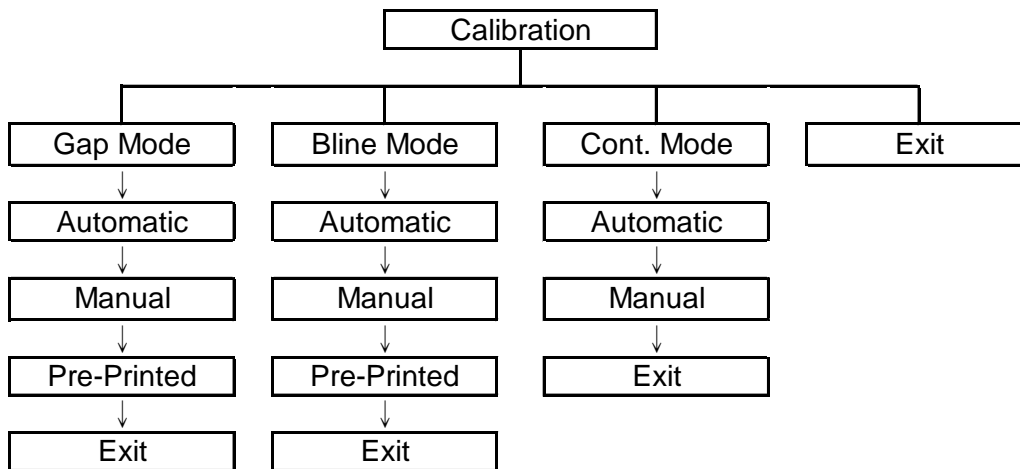 Calibration
Gap Mode
Bline Mode
Cont. Mode
Exit
Automatic
Automatic
Automatic
Manual
Manual
Manual
Pre-Printed
Pre-Printed
Exit
Exit
Exit